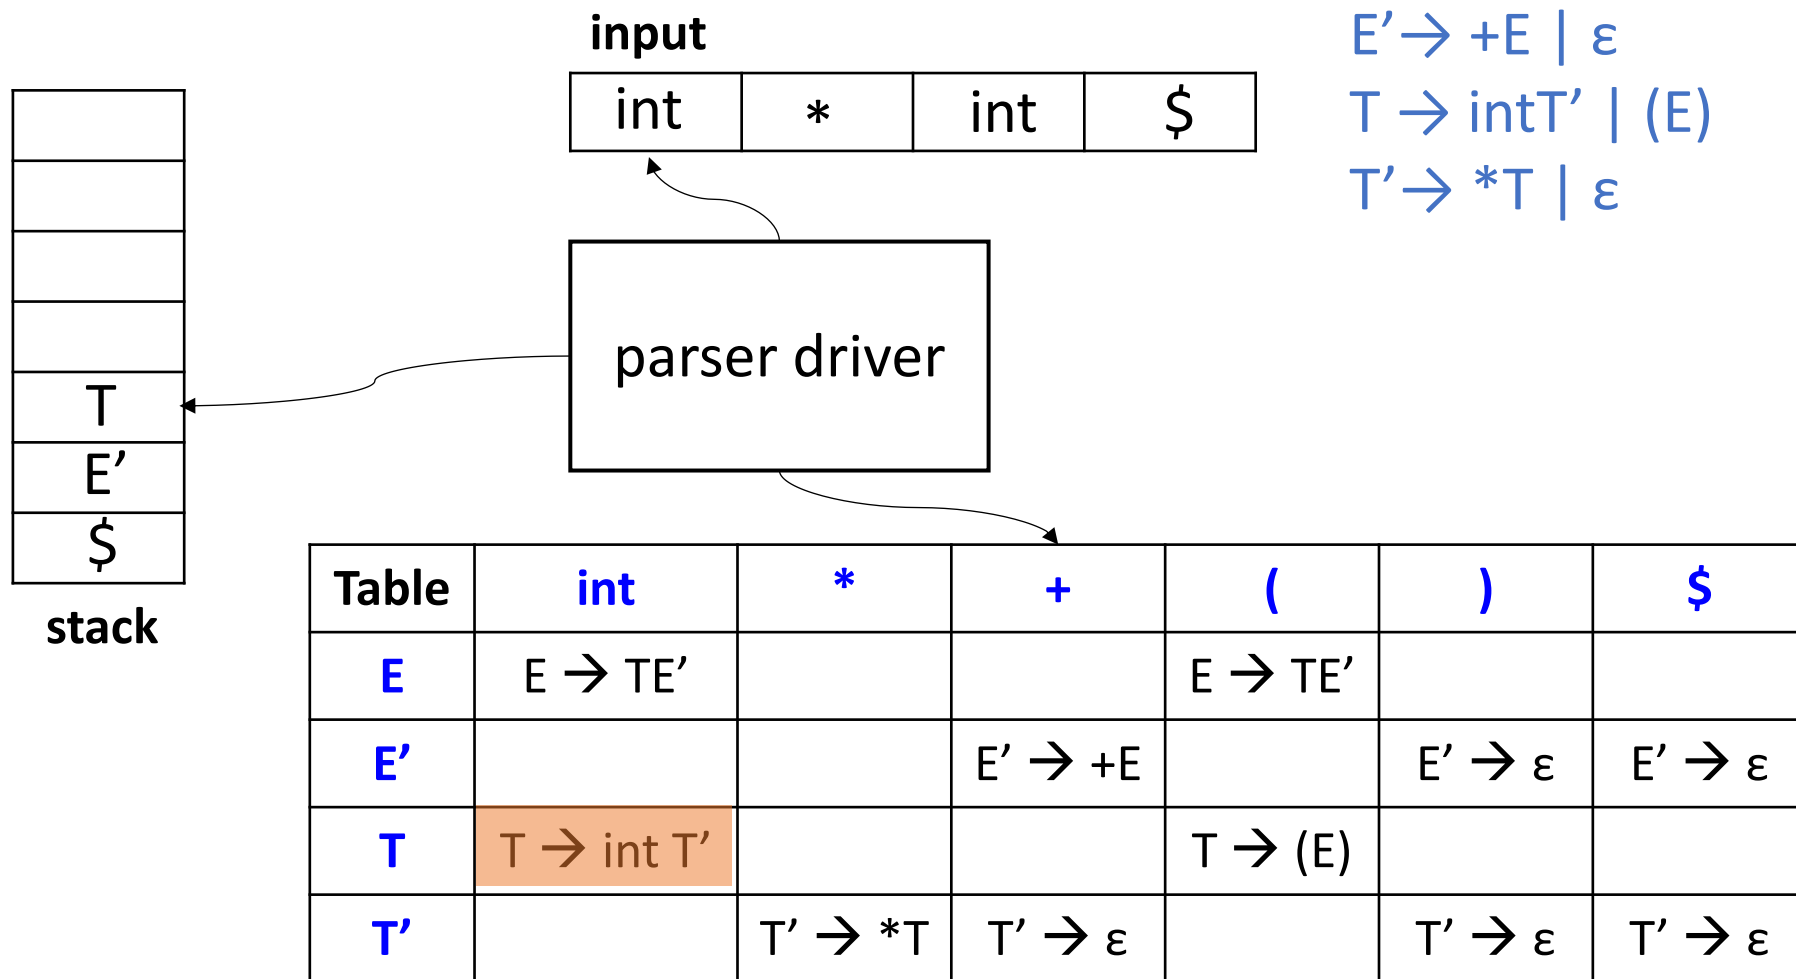 input
int * int $
E’→ +E | ε
T → intT’ | (E)
T’→ *T | ε
parser driver
T
E’
$
stack
Table int * + ( ) $
E E → TE’ E → TE’
E’ E’ → +E E’ → ε E’ → ε
T T → int T’ T → (E)
T’ T’ → *T T’ → ε T’ → ε T’ → ε